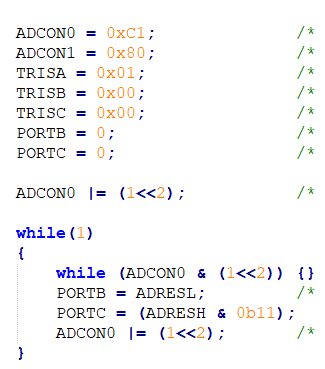 ADCON0 = 0xC1; /*
ADCON1 = 0x80; /*
TRISA = 0x01; /*
TRISB = 0x00; /*
TRISC = 0x00; /*
PORTB = 0; /*
PORTC = 0; /*
ADCON0 |= (1<<2); /*
while(1)
{
while (ADCON0 & (1<<2)) {}
PORTB = ADRESL; /*
PORTC = (ADRESH & 0b11);
ADCON0 |= (1<<2); /*
}